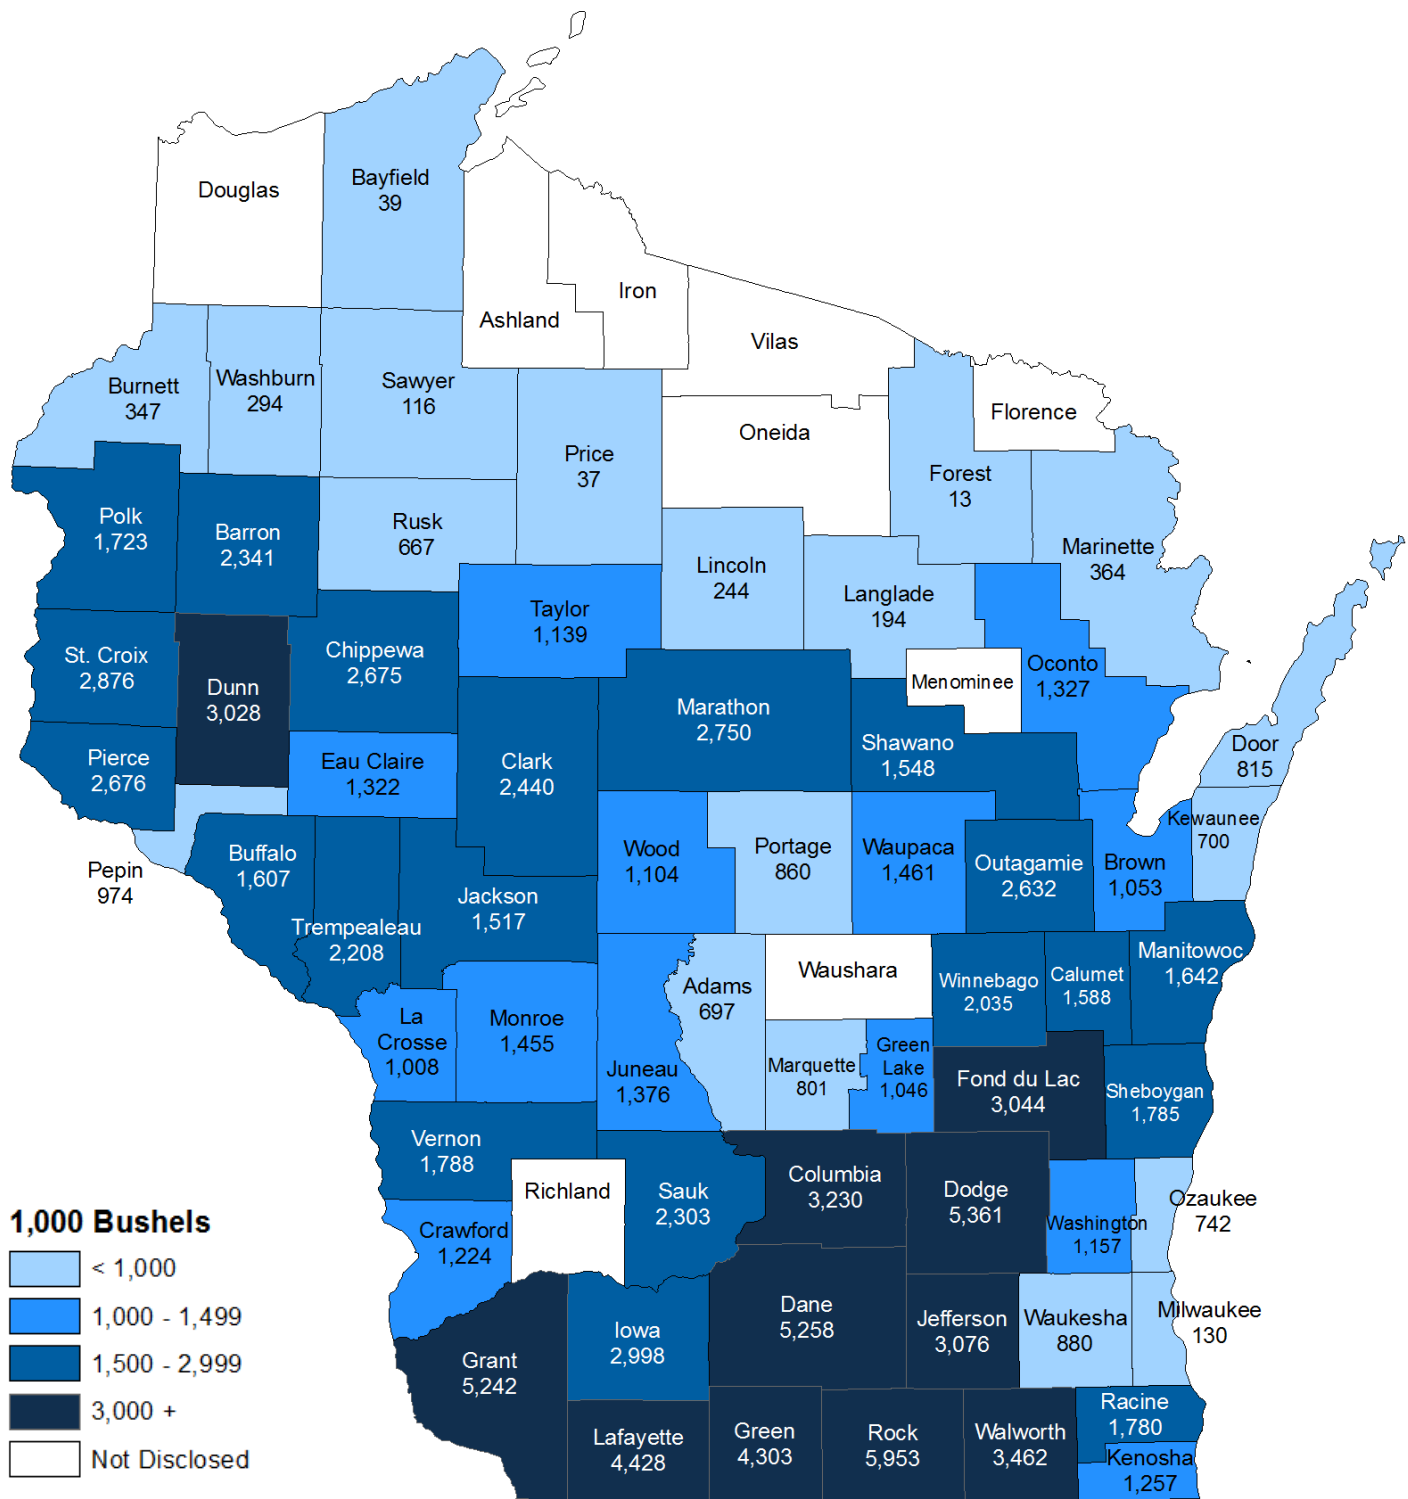 Douglas
Bayfield
39
Ashland
Iron
Vilas
Florence
Burnett
347
Washburn
294
Sawyer
116
Price
37
Oneida
Forest
13
Marinette
364
Polk
1,723
Barron
2,341
Rusk
667
Lincoln
244
Langlade
194
Taylor
1,139
Oconto
1,327
St. Croix
2,876
Dunn
3,028
Chippewa
2,675
Marathon
2,750
Menominee
Shawano
1,548
Door
815
Pierce
2,676
Eau Claire
1,322
Clark
2,440
Kewaunee
700
Pepin
974
Buffalo
1,607
Trempealeau
2,208
Jackson
1,517
Wood
1,104
Portage
860
Waupaca
1,461
Outagamie
2,632
Brown
1,053
Manitowoc
1,642
Adams
697
Waushara
Winnebago
2,035
Calumet
1,588
La
Crosse
1,008
Monroe
1,455
Juneau
1,376
Marquette
801
Green
Lake
1,046
Fond du Lac
3,044
Sheboygan
1,785
Vernon
1,788
Richland
Sauk
2,303
Columbia
3,230
Dodge
5,361
Washington
1,157
Ozaukee
742
Crawford
1,224
Grant
5,242
Iowa
2,998
Dane
5,258
Jefferson
3,076
Waukesha
880
Milwaukee
130
Lafayette
4,428
Green
4,303
Rock
5,953
Walworth
3,462
Racine
1,780
Kenosha
1,257
1,000 Bushels
< 1,000
1,000 - 1,499
1,500 - 2,999
3,000 +
Not Disclosed